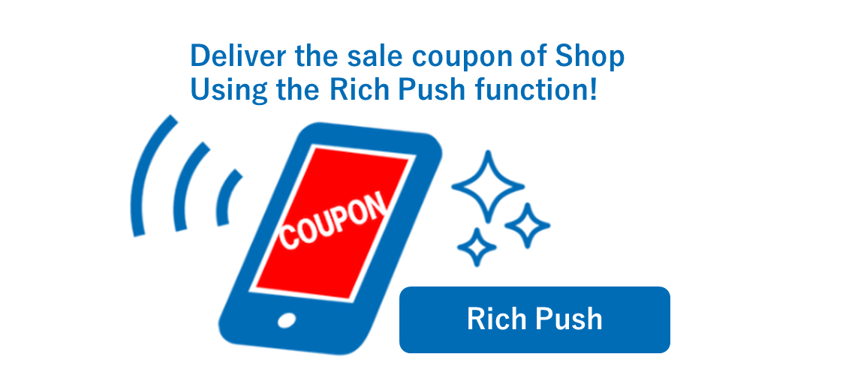 Deliver the sale coupon of Shop
Using the Rich Push function!
COUPON
Rich Push